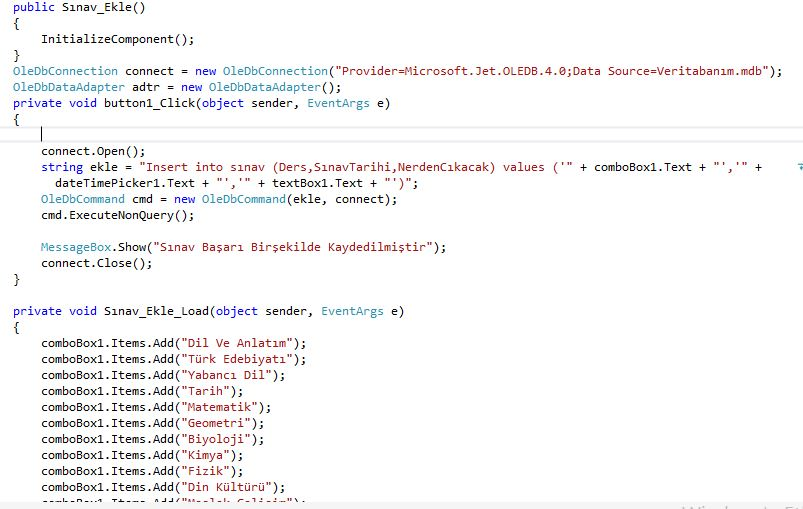 public Sınav_Ekle()
{
InitializeComponent();
}
OleDbConnection connect = new OleDbConnection("Provider=Microsoft.Jet.OLEDB.4.0;Data Source=Veritabanım.mdb");
OleDbDataAdapter adtr = new OleDbDataAdapter();
private void button1_Click(object sender, EventArgs e)
{
connect.Open();
string ekle = "Insert into sınav (Ders,SınavTarihi,NerdenCıkacak) values ('" + comboBox1.Text + "','" +
dateTimePicker1.Text + "','" + textBox1.Text + "')";
OleDbCommand cmd = new OleDbCommand(ekle, connect);
cmd.ExecuteNonQuery();
MessageBox.Show("Sınav Başarı Birşekilde Kaydedilmiştir");
connect.Close();
}
private void Sınav_Ekle_Load(object sender, EventArgs e)
{
comboBox1.Items.Add("Dil Ve Anlatım");
comboBox1.Items.Add("Türk Edebiyatı");
comboBox1.Items.Add("Yabancı Dil");
comboBox1.Items.Add("Tarih");
comboBox1.Items.Add("Matematik");
comboBox1.Items.Add("Geometri");
comboBox1.Items.Add("Biyoloji");
comboBox1.Items.Add("Kimya");
comboBox1.Items.Add("Fizik");
comboBox1.Items.Add("Din Kültürü");